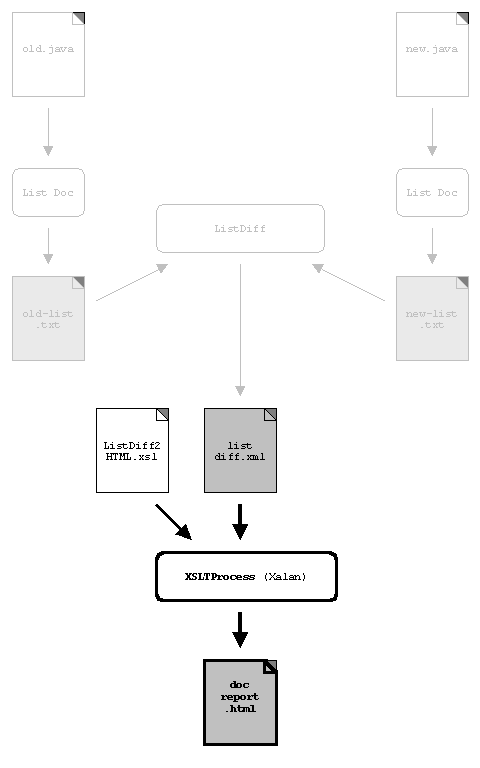 old.java
new.java
List Doc
List Doc
ListDiff
old-list
.txt
new-list
.txt
ListDiff2
HTML.xsl
list
diff.xml
XSLTProcess (Xalan)
doc
report
.html